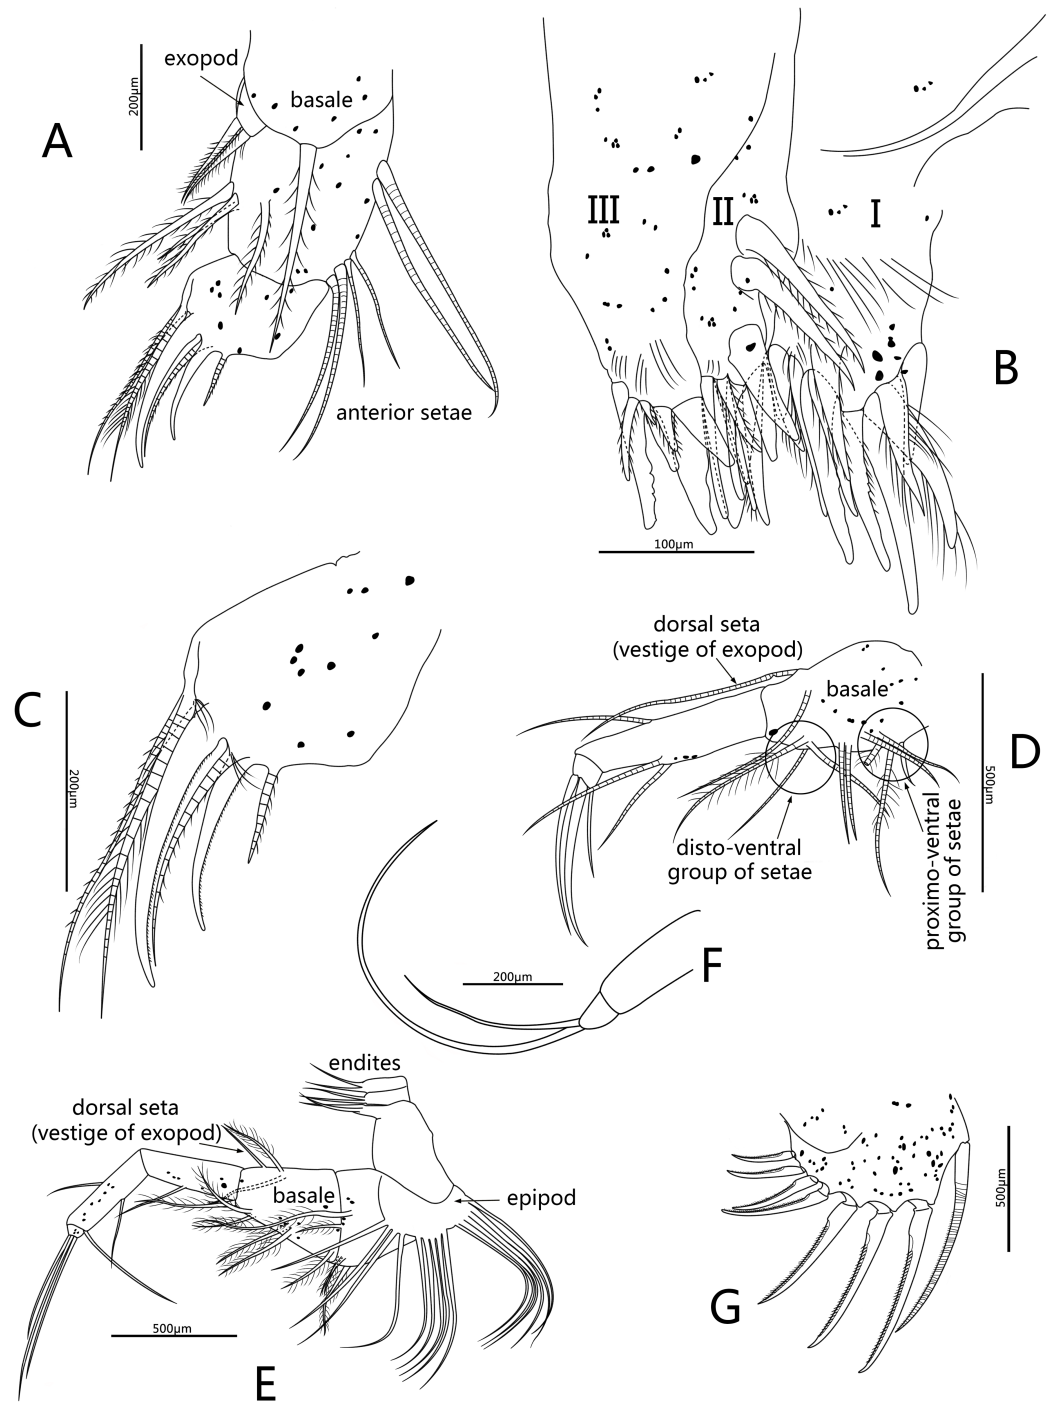 exopod
basale
200μm
A
anterior setae
III
II
I
B
100μm
C
200μm
dorsal seta
(vestige of exopod)
basale
D
500μm
disto-ventral
group of setae
proximo-ventral
group of setae
F
200μm
endites
dorsal seta
(vestige of exopod)
basale
epipod
500μm
E
G
500μm